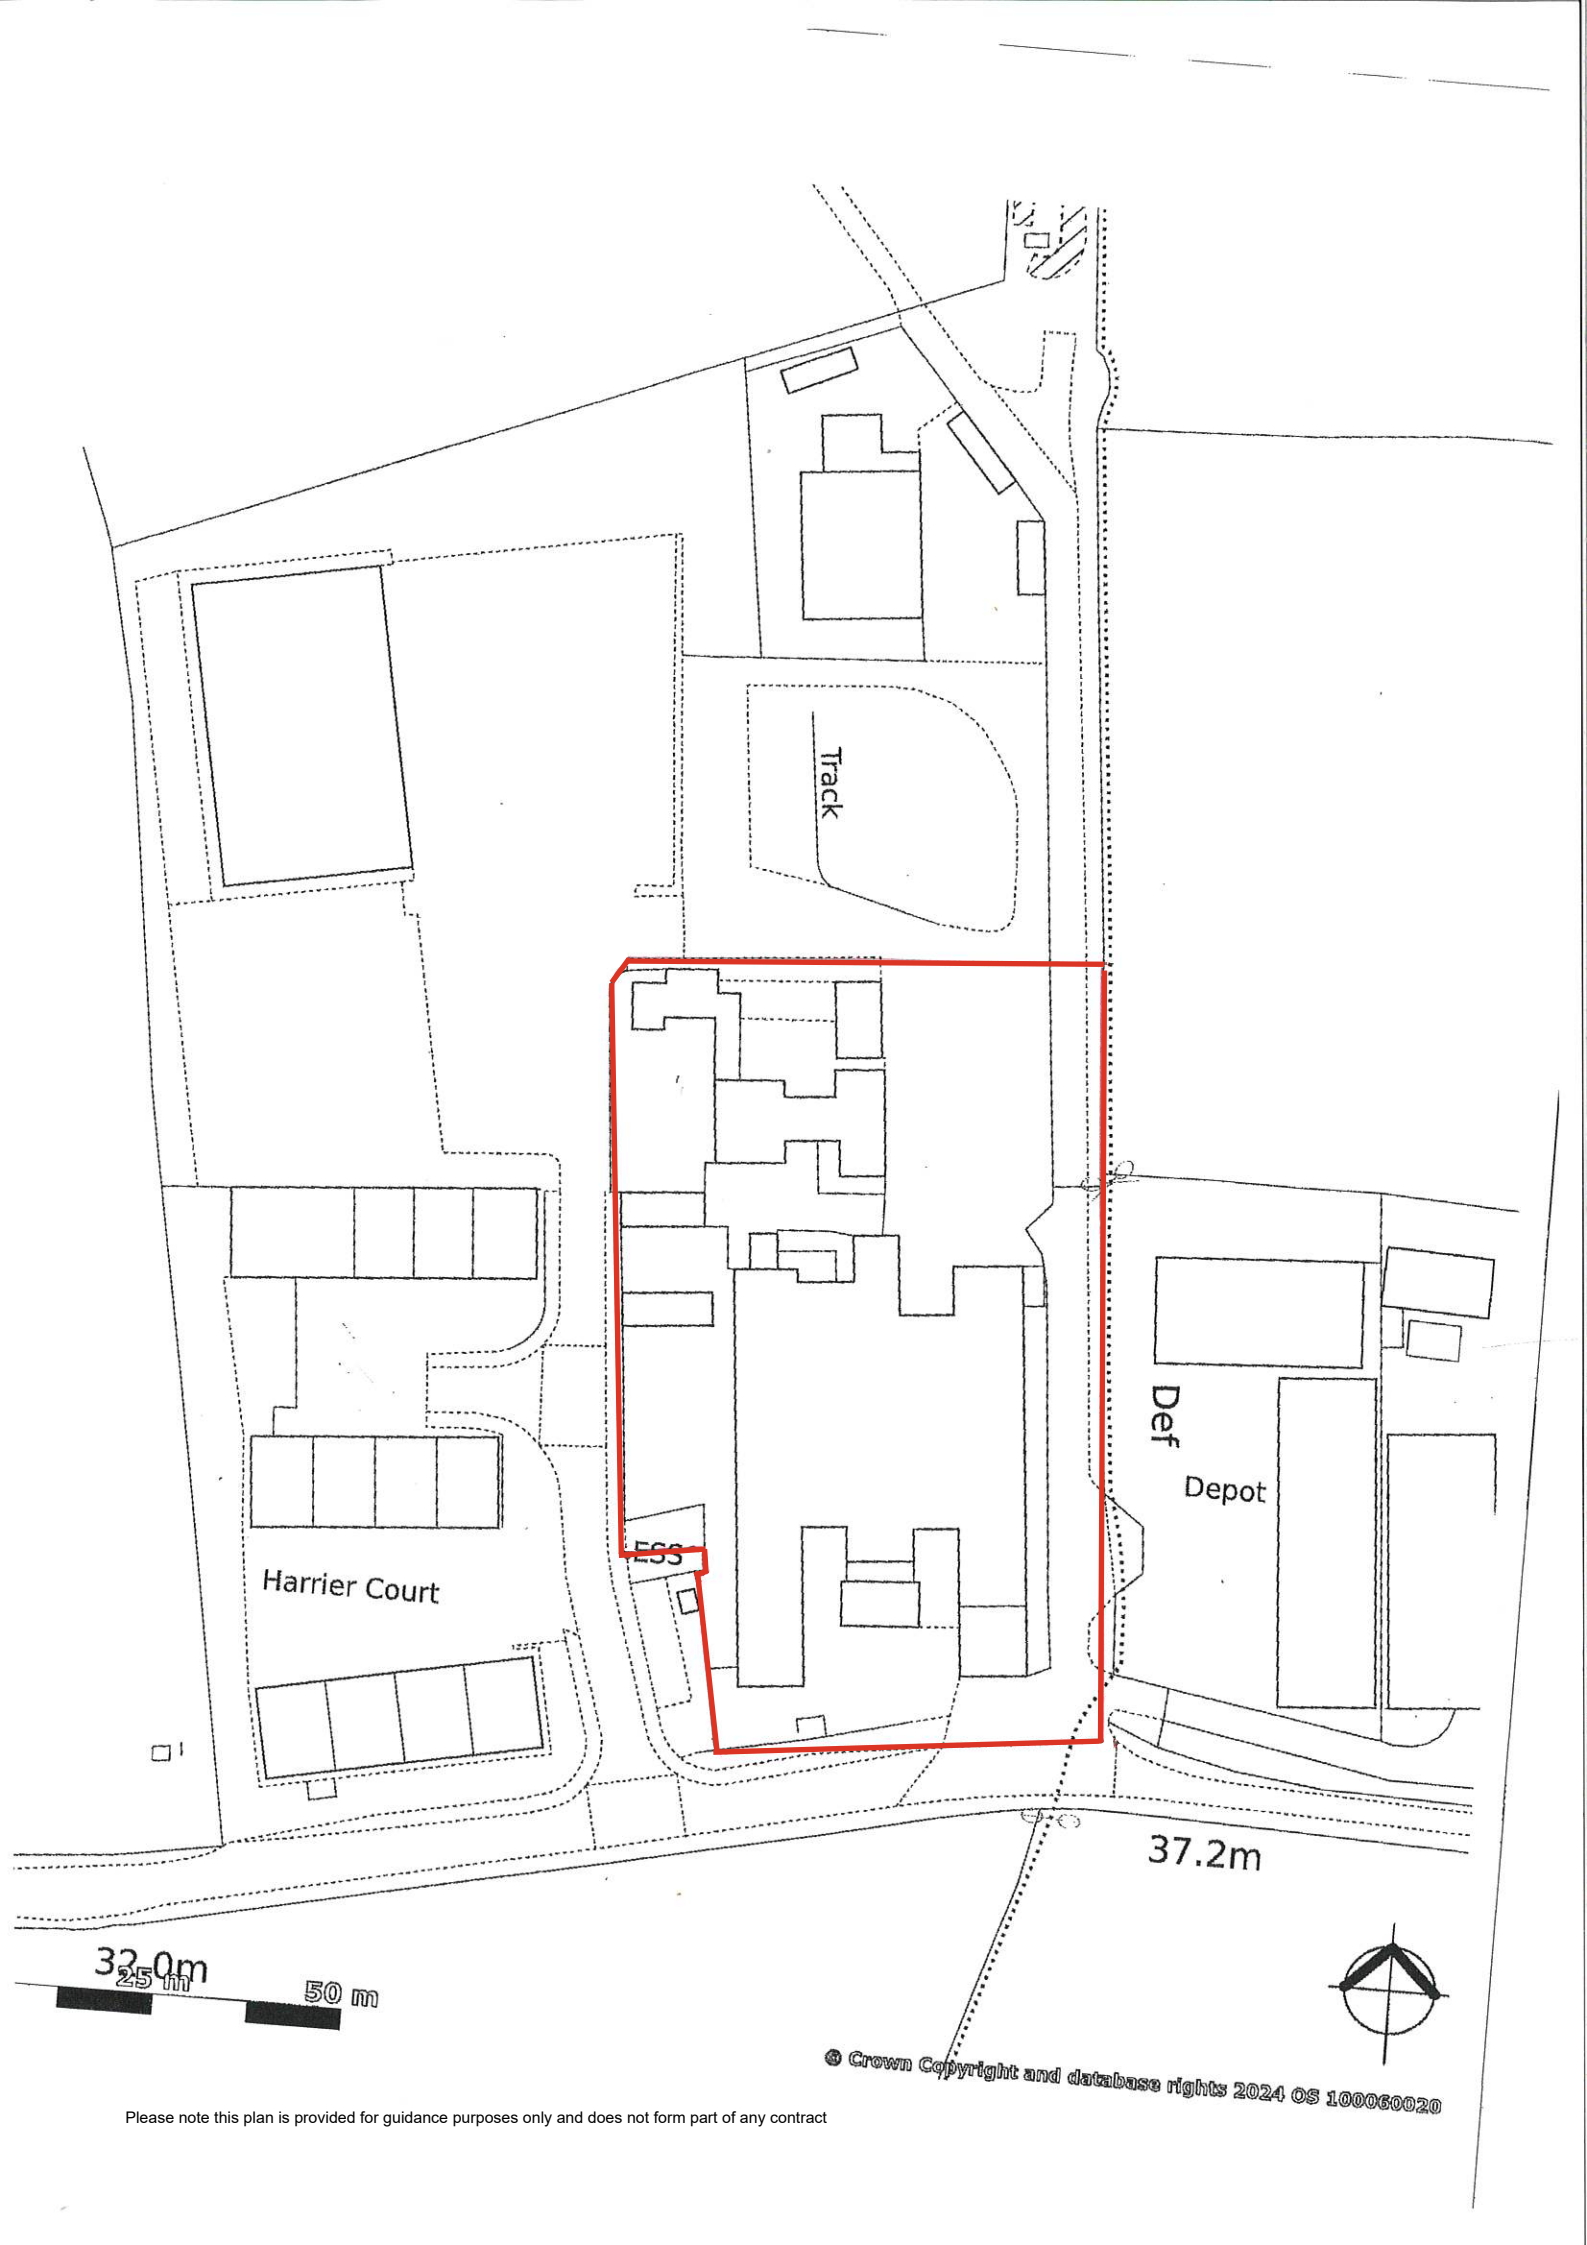 Track
ESS
Def
Depot
Harrier Court
37.2m
32.0m
25 m
50 m
© Crown Copyright and database rights 2024 OS 100060020
Please note this plan is provided for guidance purposes only and does not form part of any contract